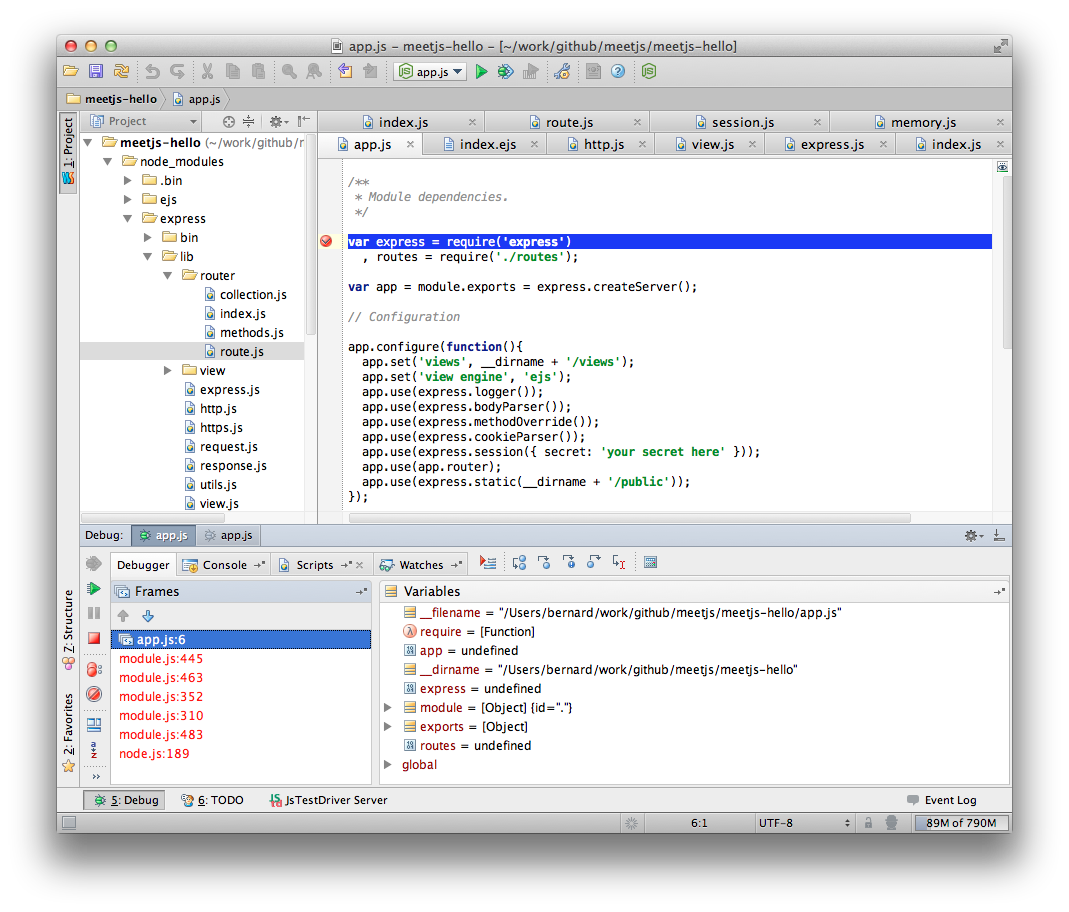 app.js – meetjs-hello – [~/work/github/meetjs/meetjs-hello]
app.js
meetjs-hello app.js
1: Project
Z: Structure
2: Favorites
Project
meetjs-hello (~/work/github/r
node_modules
.bin
ejs
express
bin
lib
router
collection.js
index.js
methods.js
route.js
view
express.js
http.js
https.js
request.js
response.js
utils.js
view.js
index.js route.js session.js memory.js
app.js index.ejs http.js view.js express.js index.js
/**
* Module dependencies.
*/
var express = require('express')
, routes = require('./routes');
var app = module.exports = express.createServer();
// Configuration
app.configure(function(){
app.set('views', __dirname + '/views');
app.set('view engine', 'ejs');
app.use(express.logger());
app.use(express.bodyParser());
app.use(express.methodOverride());
app.use(express.cookieParser());
app.use(express.session({ secret: 'your secret here' }));
app.use(app.router);
app.use(express.static(__dirname + '/public'));
});
Debug: app.js app.js
Debugger Console Scripts Watches
Frames
app.js:6
module.js:445
module.js:463
module.js:352
module.js:310
module.js:483
node.js:189
Variables
__filename = "/Users/bernard/work/github/meetjs/meetjs-hello/app.js"
require = [Function]
app = undefined
__dirname = "/Users/bernard/work/github/meetjs/meetjs-hello"
express = undefined
module = [Object] {id="."}
exports = [Object]
routes = undefined
global
5: Debug 6: TODO JsTestDriver Server Event Log
6:1 UTF-8 89M of 790M